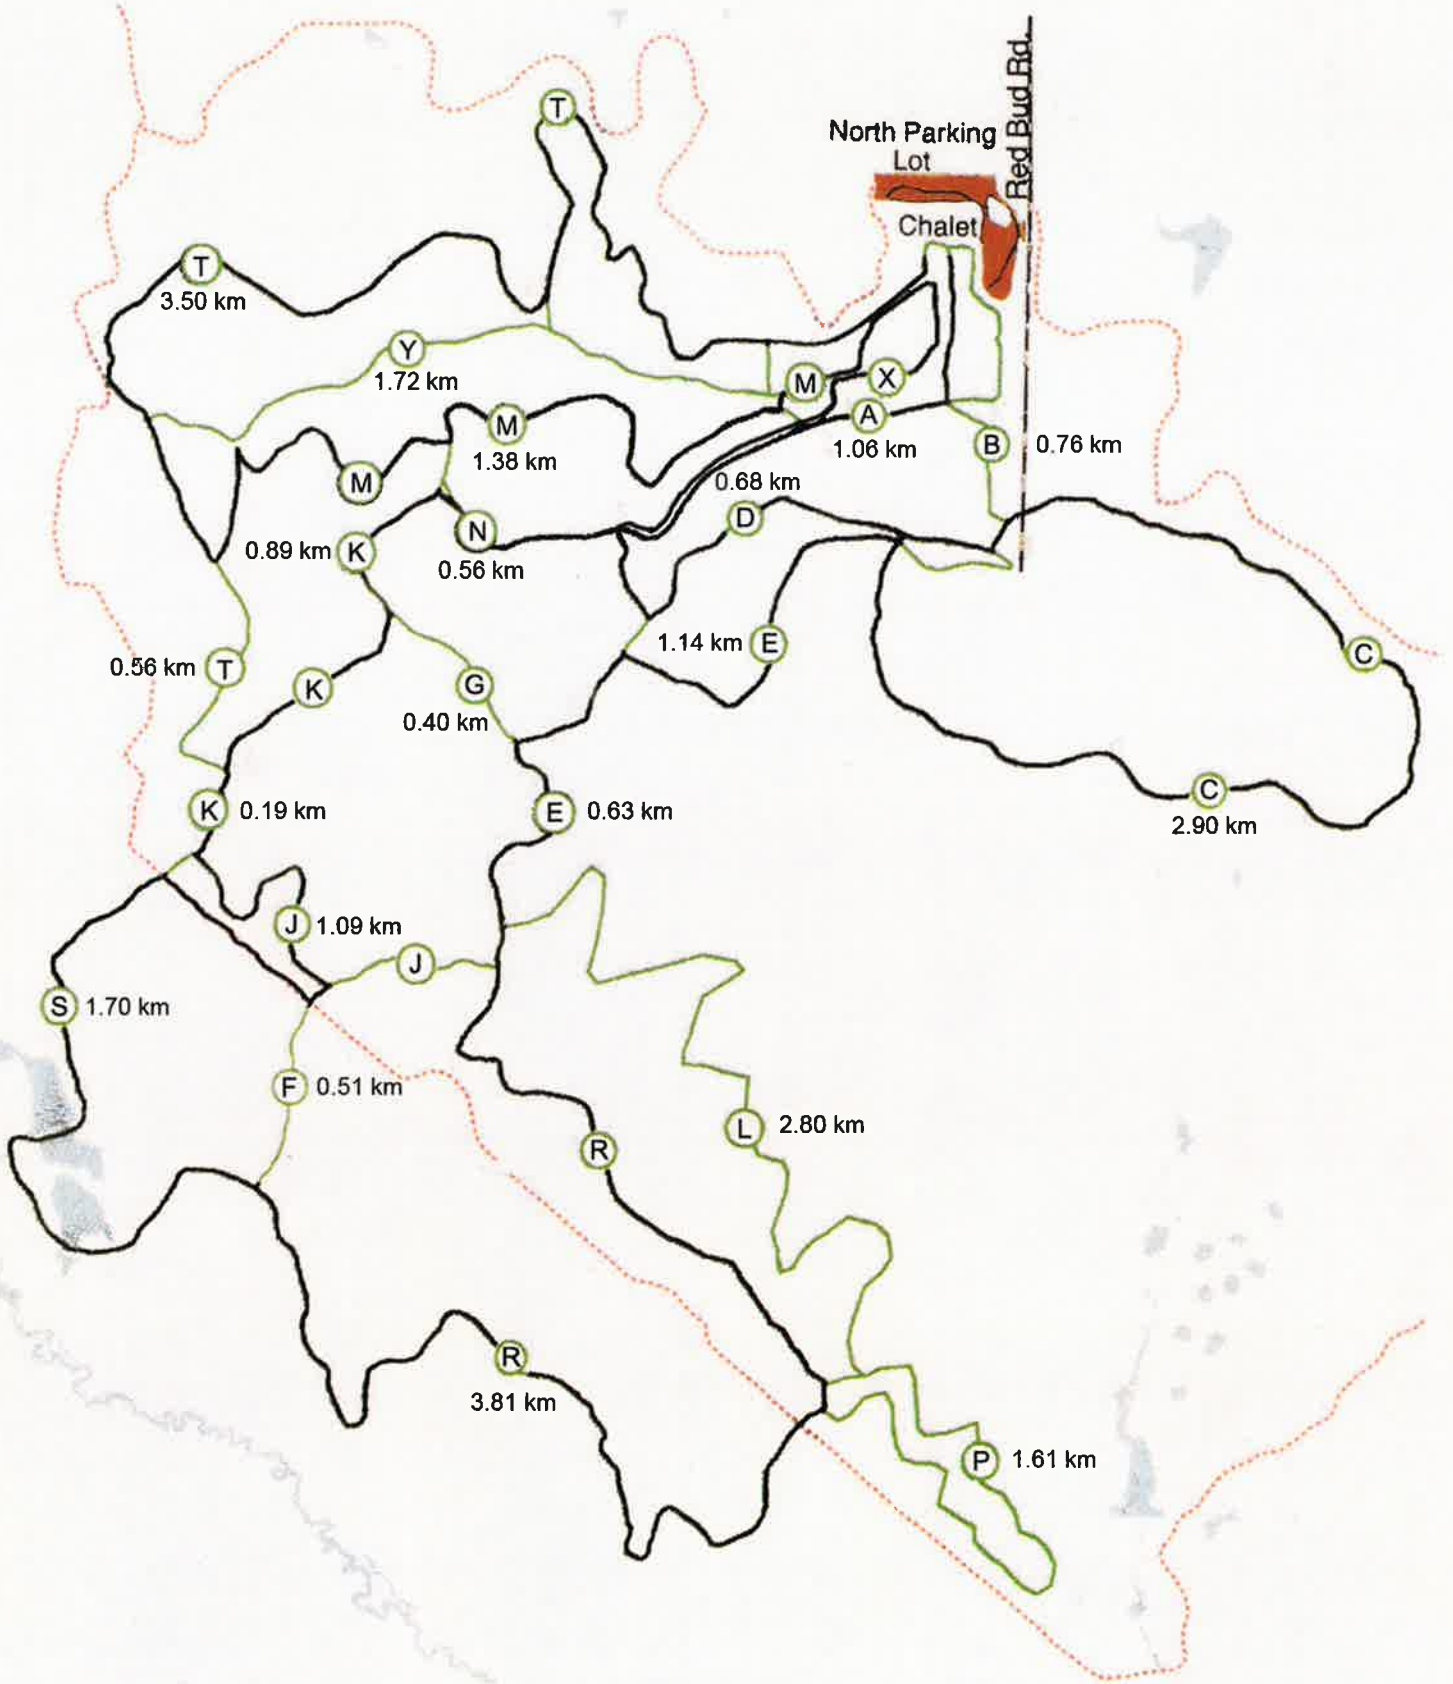 T
North Parking
Lot
Red Bud Rd.
Chalet
T
3.50 km
Y
1.72 km
M
X
A
1.06 km
M
1.38 km
B
0.76 km
M
0.68 km
D
N
0.56 km
0.89 km
K
1.14 km
E
C
0.56 km
T
K
G
0.40 km
K
0.19 km
E
0.63 km
C
2.90 km
J
1.09 km
J
S
1.70 km
F
0.51 km
L
2.80 km
R
R
3.81 km
P
1.61 km